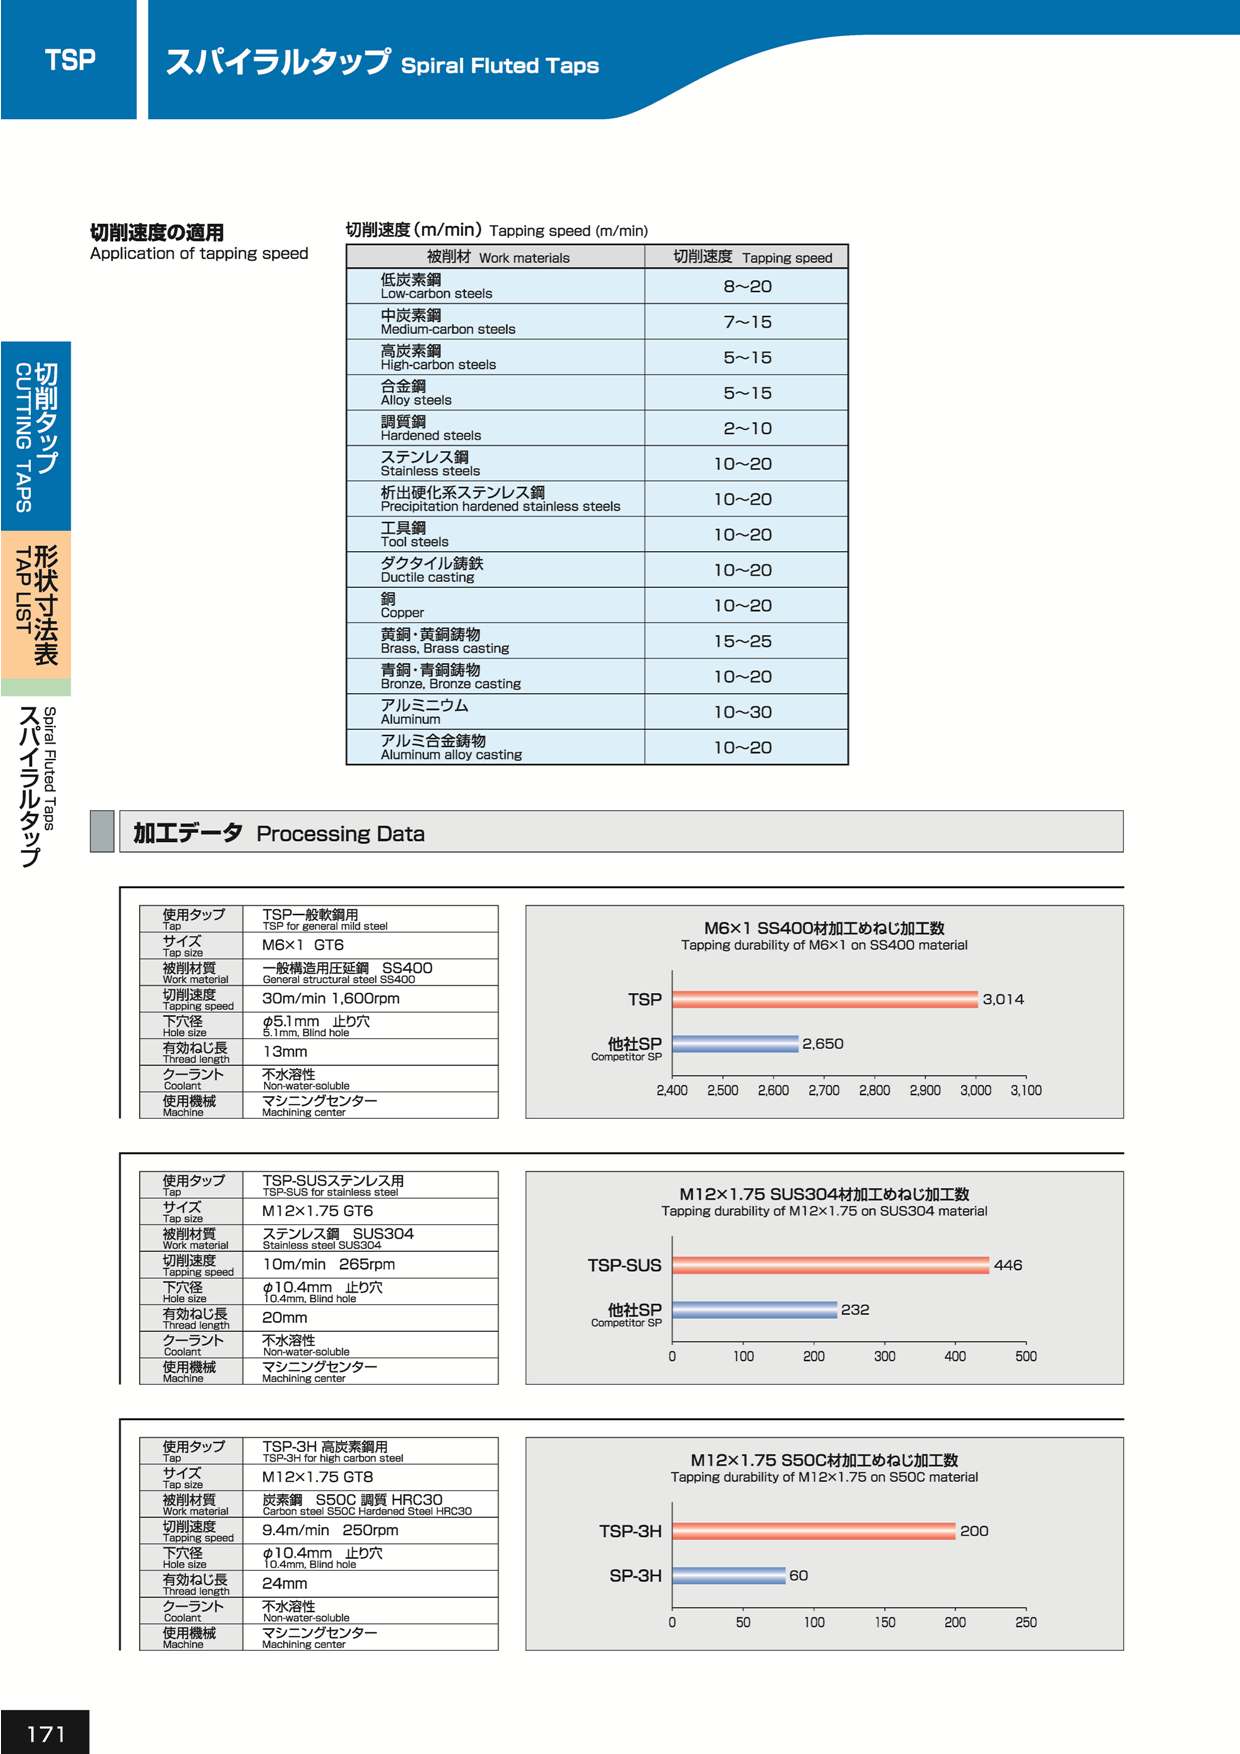 TSP
スパイラルタップ Spiral Fluted Taps
切削速度の適用
Application of tapping speed
切削速度（m/min）Tapping speed (m/min)
被削材 Work materials 切削速度 Tapping speed
低炭素鋼
Low-carbon steels
8〜20
中炭素鋼
Medium-carbon steels
7〜15
高炭素鋼
High-carbon steels
5〜15
合金鋼
Alloy steels
5〜15
調質鋼
Hardened steels
2〜10
ステンレス鋼
Stainless steels
10〜20
析出硬化系ステンレス鋼
Precipitation hardened stainless steels
10〜20
工具鋼
Tool steels
10〜20
ダクタイル鋳鉄
Ductile casting
10〜20
銅
Copper
10〜20
黄銅・黄銅鋳物
Brass, Brass casting
15〜25
青銅・青銅鋳物
Bronze, Bronze casting
10〜20
アルミニウム
Aluminum
10〜30
アルミ合金鋳物
Aluminum alloy casting
10〜20
切削タップ
CUTTING TAPS
形状寸法表
TAP LIST
Spiral Fluted Taps
スパイラルタップ
加工データ Processing Data
使用タップ
Tap
TSP一般軟鋼用
TSP for general mild steel
サイズ
Tap size
M6×1 GT6
被削材質
Work material
一般構造用圧延鋼 SS400
General structural steel SS400
切削速度
Tapping speed
30m/min 1,600rpm
下穴径
Hole size
φ5.1mm 止り穴
5.1mm, Blind hole
有効ねじ長
Thread length
13mm
クーラント
Coolant
不水溶性
Non-water-soluble
使用機械
Machine
マシニングセンター
Machining center
M6×1 SS400材加工めねじ加工数
Tapping durability of M6×1 on SS400 material
TSP 3,014
他社SP 2,650
Competitor SP
2,400 2,500 2,600 2,700 2,800 2,900 3,000 3,100
使用タップ
Tap
TSP-SUSステンレス用
TSP-SUS for stainless steel
サイズ
Tap size
M12×1.75 GT6
被削材質
Work material
ステンレス鋼 SUS304
Stainless steel SUS304
切削速度
Tapping speed
10m/min 265rpm
下穴径
Hole size
φ10.4mm 止り穴
10.4mm, Blind hole
有効ねじ長
Thread length
20mm
クーラント
Coolant
不水溶性
Non-water-soluble
使用機械
Machine
マシニングセンター
Machining center
M12×1.75 SUS304材加工めねじ加工数
Tapping durability of M12×1.75 on SUS304 material
TSP-SUS 446
他社SP 232
Competitor SP
0 100 200 300 400 500
使用タップ
Tap
TSP-3H 高炭素鋼用
TSP-3H for high carbon steel
サイズ
Tap size
M12×1.75 GT8
被削材質
Work material
炭素鋼 S50C 調質 HRC30
Carbon steel S50C Hardened Steel HRC30
切削速度
Tapping speed
9.4m/min 250rpm
下穴径
Hole size
φ10.4mm 止り穴
10.4mm, Blind hole
有効ねじ長
Thread length
24mm
クーラント
Coolant
不水溶性
Non-water-soluble
使用機械
Machine
マシニングセンター
Machining center
M12×1.75 S50C材加工めねじ加工数
Tapping durability of M12×1.75 on S50C material
TSP-3H 200
SP-3H 60
0 50 100 150 200 250
171